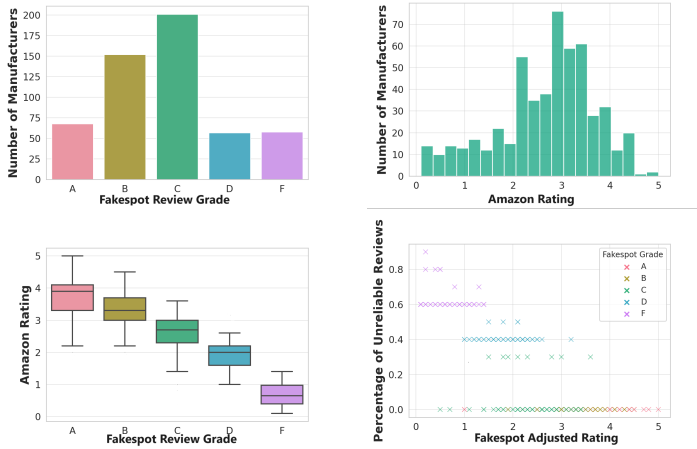 Number of Manufacturers
200
175
150
125
100
75
50
25
0
A B C D F
Fakespot Review Grade
Number of Manufacturers
70
60
50
40
30
20
10
0
0 1 2 3 4 5
Amazon Rating
Amazon Rating
5
4
3
2
1
0
A B C D F
Fakespot Review Grade
Percentage of Unreliable Reviews
0.8
0.6
0.4
0.2
0.0
0 1 2 3 4 5
Fakespot Adjusted Rating
Fakespot Grade
A
B
C
D
F